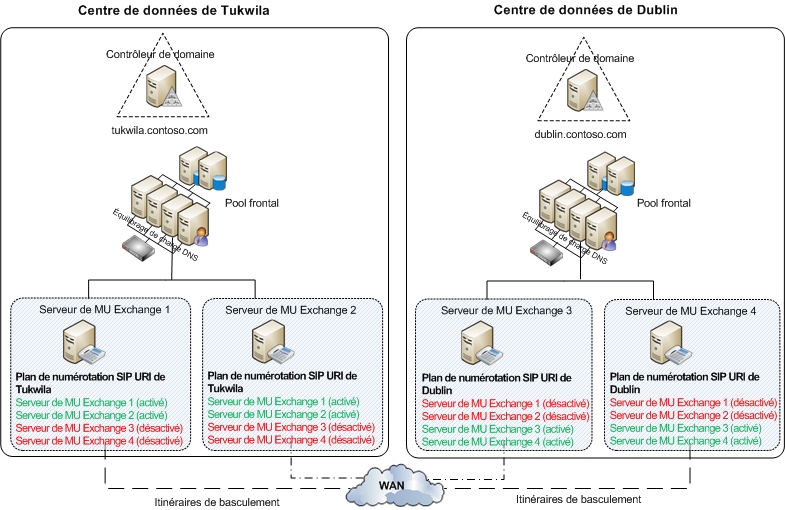 Centre de données de Tukwila
Contrôleur de domaine
tukwila.contoso.com
Pool frontal
Équilibrage de charge DNS
Serveur de MU Exchange 1
Plan de numérotation SIP URI de
Tukwila
Serveur de MU Exchange 1 (activé)
Serveur de MU Exchange 2 (activé)
Serveur de MU Exchange 3 (désactivé)
Serveur de MU Exchange 4 (désactivé)
Serveur de MU Exchange 2
Plan de numérotation SIP URI de
Tukwila
Serveur de MU Exchange 1 (activé)
Serveur de MU Exchange 2 (activé)
Serveur de MU Exchange 3 (désactivé)
Serveur de MU Exchange 4 (désactivé)
Centre de données de Dublin
Contrôleur de domaine
dublin.contoso.com
Pool frontal
Équilibrage de charge DNS
Serveur de MU Exchange 3
Plan de numérotation SIP URI de
Dublin
Serveur de MU Exchange 1 (désactivé)
Serveur de MU Exchange 2 (désactivé)
Serveur de MU Exchange 3 (activé)
Serveur de MU Exchange 4 (activé)
Serveur de MU Exchange 4
Plan de numérotation SIP URI de
Dublin
Serveur de MU Exchange 1 (désactivé)
Serveur de MU Exchange 2 (désactivé)
Serveur de MU Exchange 3 (activé)
Serveur de MU Exchange 4 (activé)
Itinéraires de basculement
WAN
Itinéraires de basculement